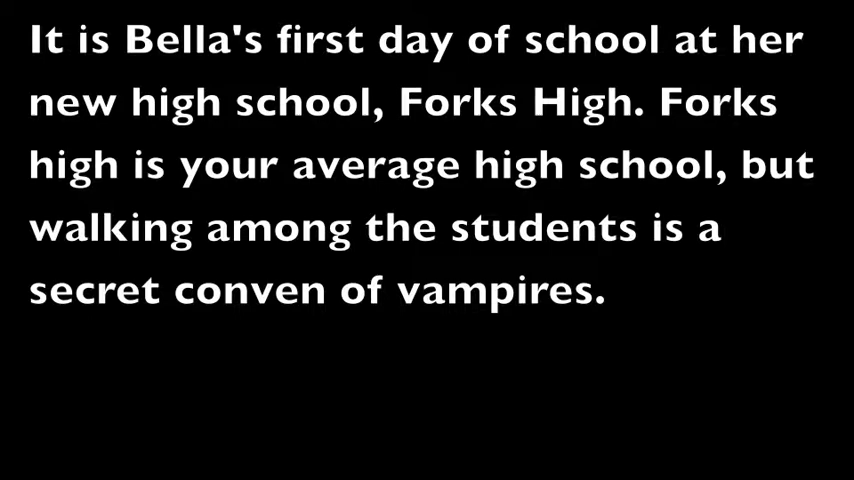 It is Bella's first day of school at her
new high school, Forks High. Forks
high is your average high school, but
walking among the students is a
secret conven of vampires.